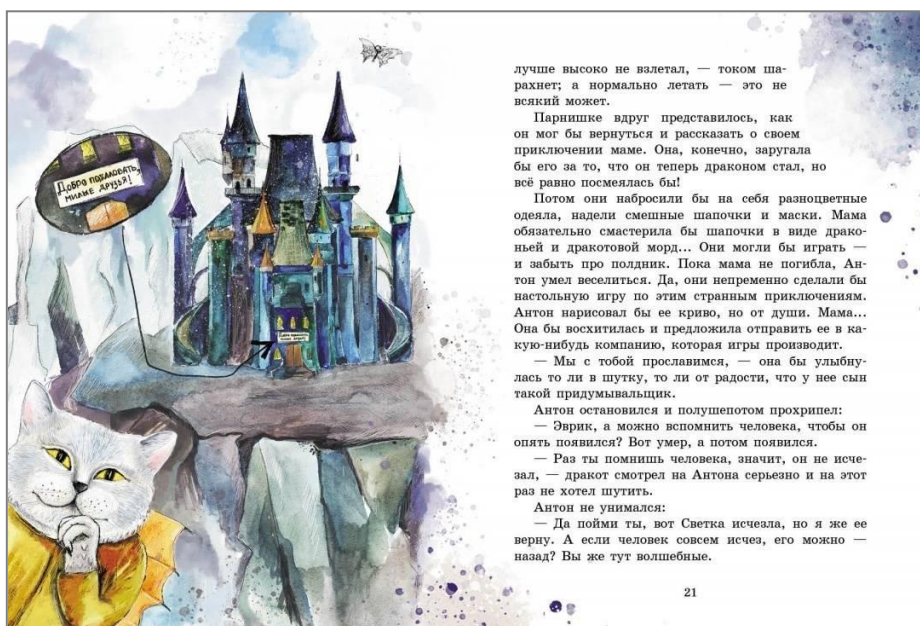 Добро пожаловать,
милые друзья!
Добро пожаловать,
милые друзья!
лучше высоко не взлетал, — током ша-
рахнет; а нормально летать — это не
всякий может.
Парнишке вдруг представилось, как
он мог бы вернуться и рассказать о своем
приключении маме. Она, конечно, заругала
бы его за то, что он теперь драконом стал, но
всё равно посмеялась бы!
Потом они набросили бы на себя разноцветные
одеяла, надели смешные шапочки и маски. Мама
обязательно смастерила бы шапочки в виде драко-
ньей и дракотовой морд... Они могли бы играть —
и забыть про полдник. Пока мама не погибла, Ан-
тон умел веселиться. Да, они непременно сделали бы
настольную игру по этим странным приключениям.
Антон нарисовал бы ее криво, но от души. Мама...
Она бы восхитилась и предложила отправить ее в ка-
кую-нибудь компанию, которая игры производит.
— Мы с тобой прославимся, — она бы улыбну-
лась то ли в шутку, то ли от радости, что у нее сын
такой придумывальщик.
Антон остановился и полушепотом прохрипел:
— Эврик, а можно вспомнить человека, чтобы он
опять появился? Вот умер, а потом появился.
— Раз ты помнишь человека, значит, он не исче-
зал, — дракот смотрел на Антона серьезно и на этот
раз не хотел шутить.
Антон не унимался:
— Да пойми ты, вот Светка исчезла, но я же ее
верну. А если человек совсем исчез, его можно —
назад? Вы же тут волшебные.
21